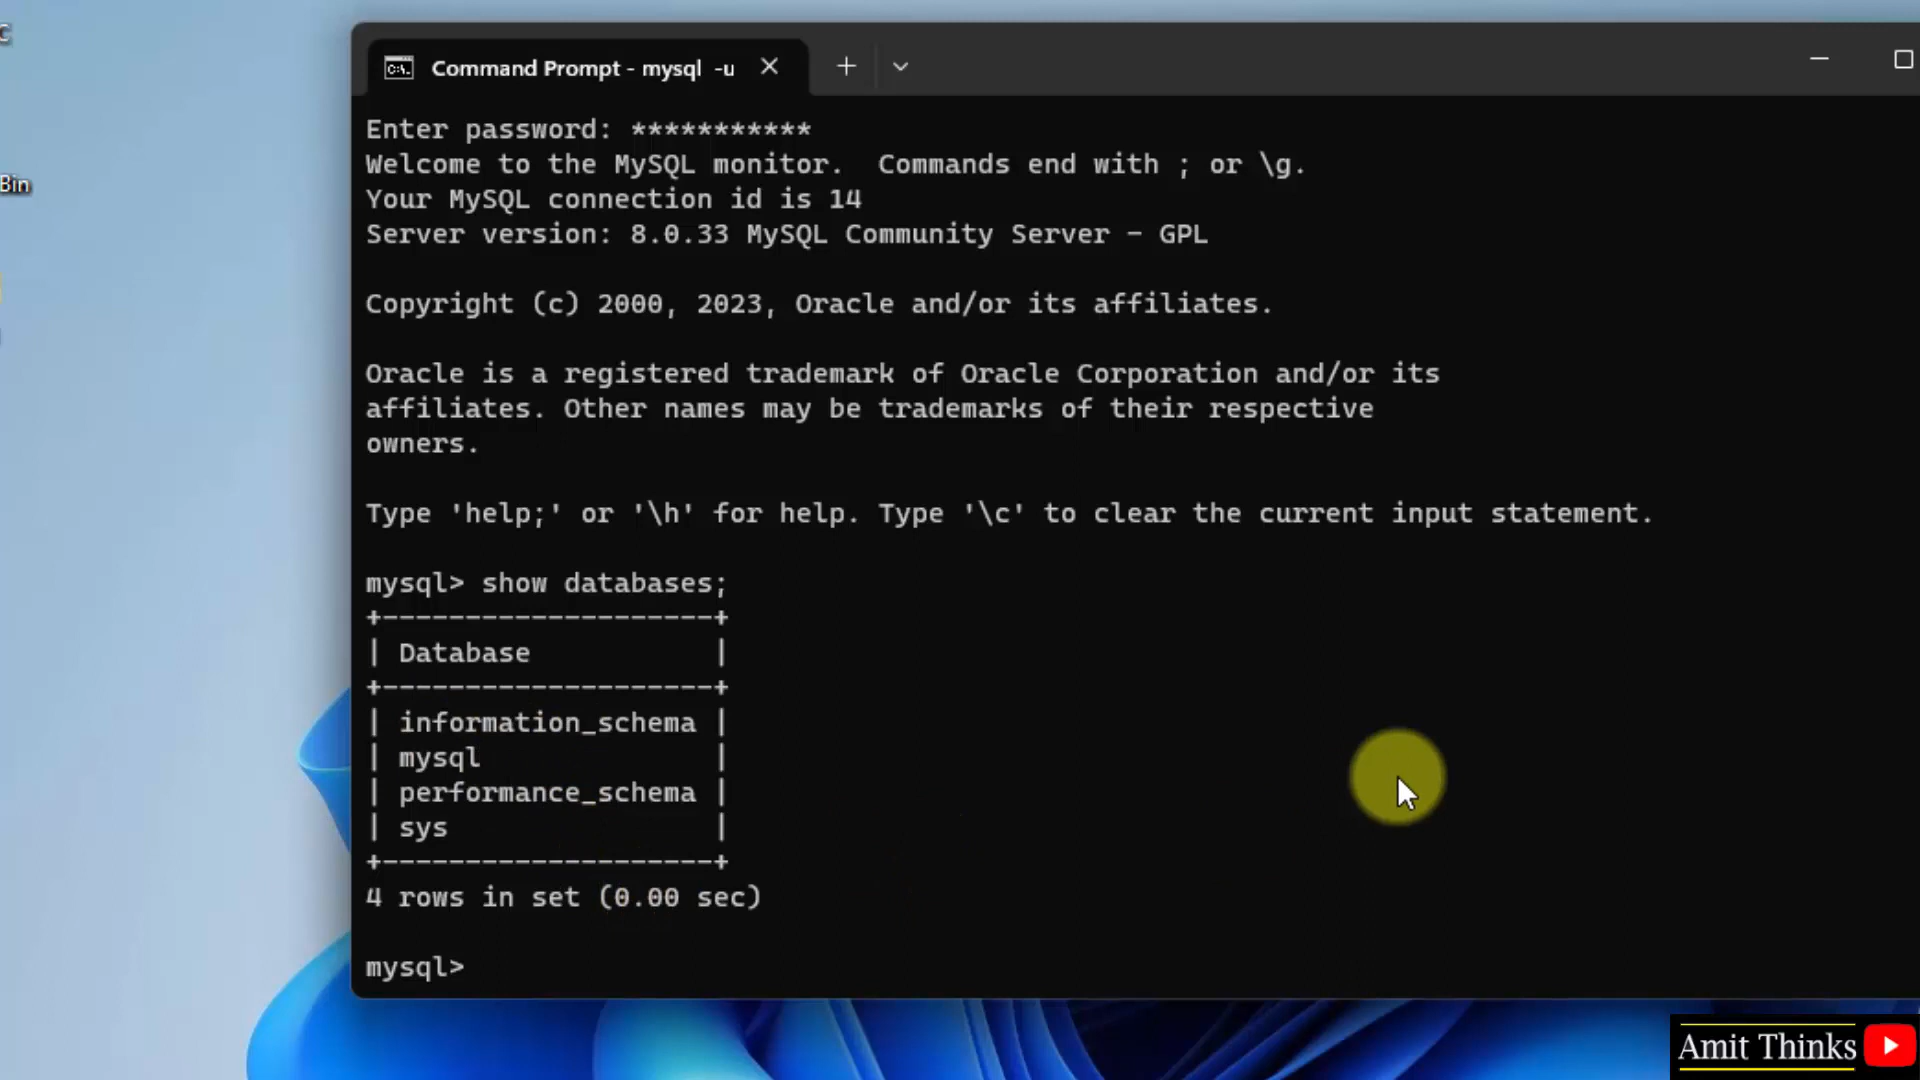 C
Bin
Command Prompt - mysql -u
Enter password: ***********
Welcome to the MySQL monitor.  Commands end with ; or \g.
Your MySQL connection id is 14
Server version: 8.0.33 MySQL Community Server - GPL
Copyright (c) 2000, 2023, Oracle and/or its affiliates.
Oracle is a registered trademark of Oracle Corporation and/or its
affiliates. Other names may be trademarks of their respective
owners.
Type 'help;' or '\h' for help. Type '\c' to clear the current input statement.
mysql> show databases;
+--------------------+
| Database           |
+--------------------+
| information_schema |
| mysql              |
| performance_schema |
| sys                |
+--------------------+
4 rows in set (0.00 sec)
mysql>
Amit Thinks